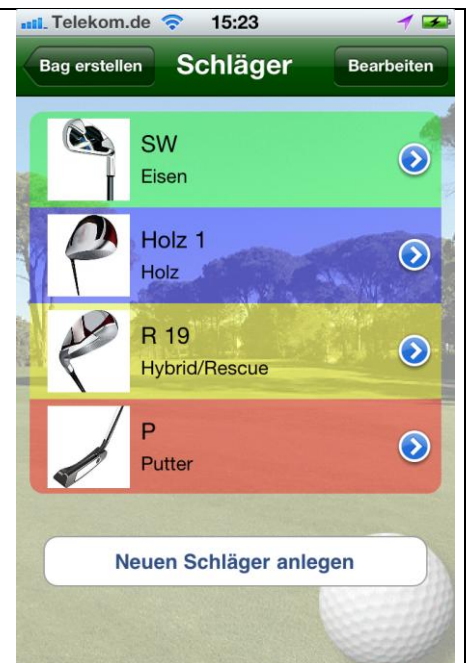 Telekom.de 15:23
Bag erstellen Schläger Bearbeiten
SW
Eisen
Holz 1
Holz
R 19
Hybrid/Rescue
P
Putter
Neuen Schläger anlegen